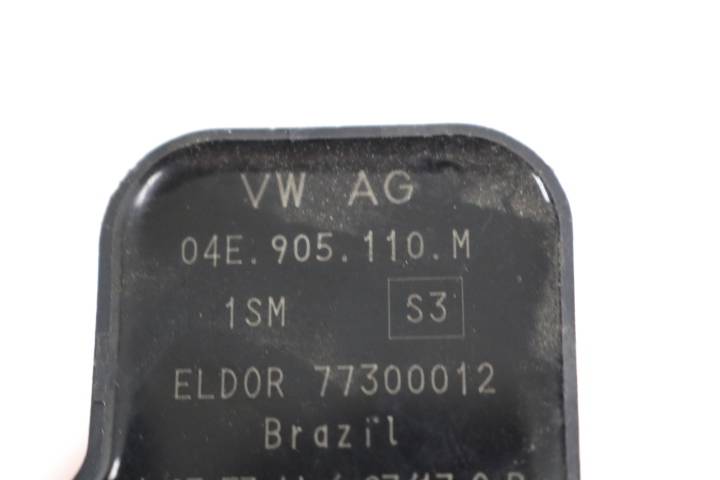 VW AG
04E.905.110.M
1SM S3
ELDOR 77300012
Brazil